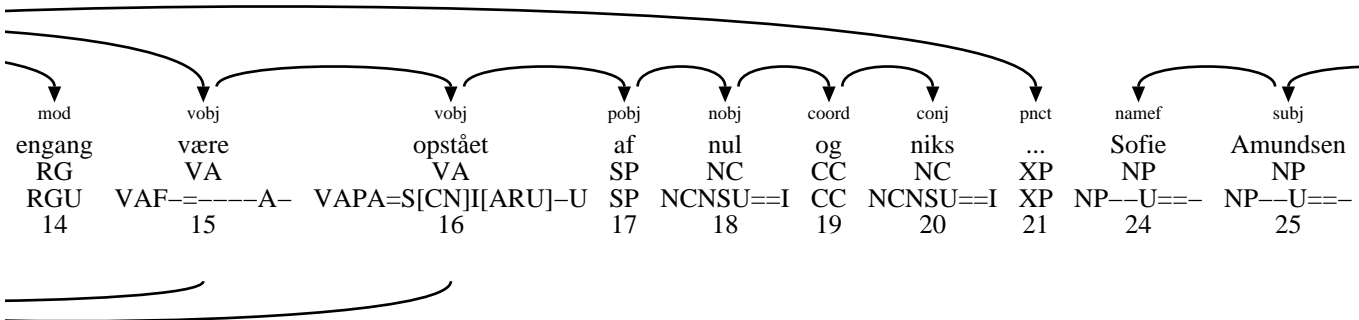 mod vobj vobj pobj nobj coord conj pnct namef subj
engang være opstået af nul og niks ... Sofie Amundsen
RG VA VA SP NC CC NC XP NP NP
RGU VAF−=−−−−A− VAPA=S[CN]I[ARU]−U SP NCNSU==I CC NCNSU==I XP NP−−U==− NP−−U==−
14 15 16 17 18 19 20 21 24 25